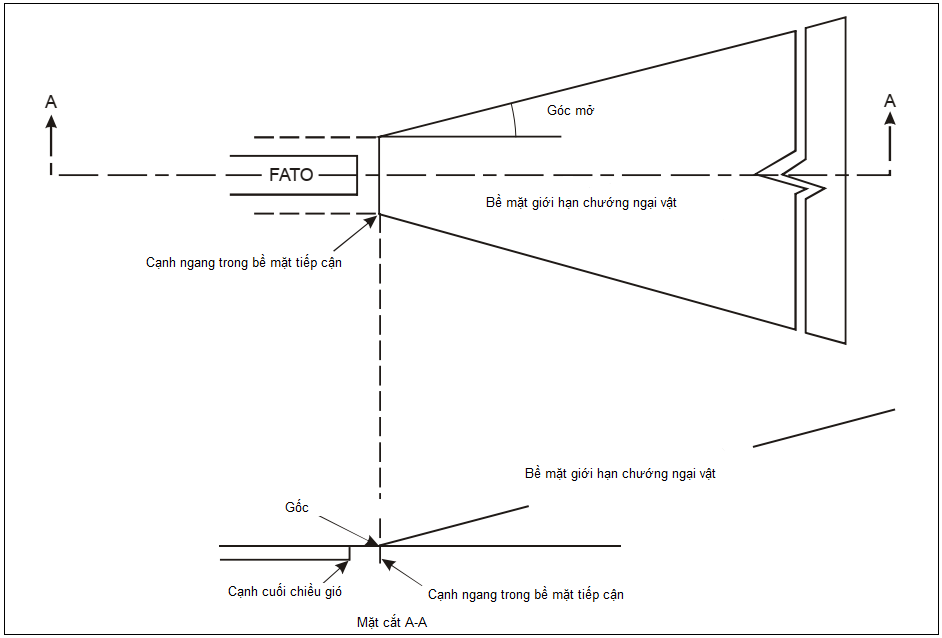 A
A
Góc mở
FATO
Bề mặt giới hạn chướng ngại vật
Cạnh ngang trong bề mặt tiếp cận
Bề mặt giới hạn chướng ngại vật
Gốc
Cạnh cuối chiều gió
Cạnh ngang trong bề mặt tiếp cận
Mặt cắt A-A